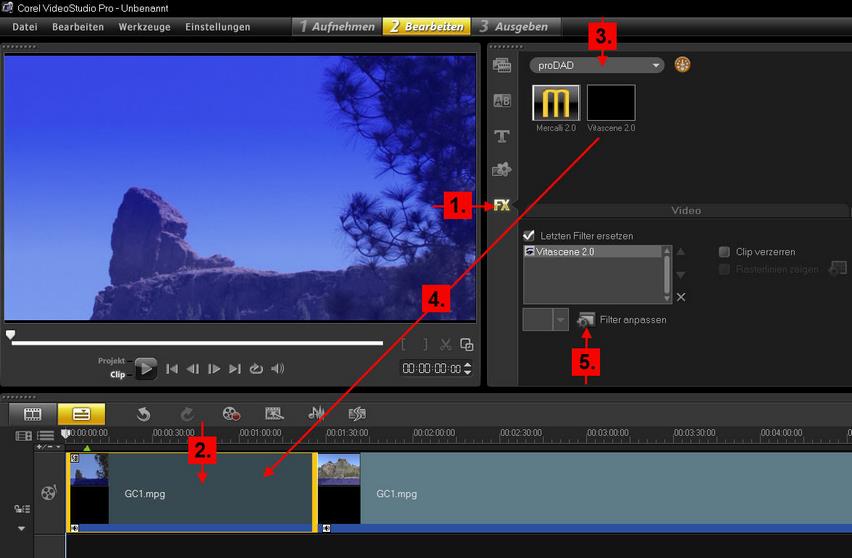 Corel VideoStudio Pro - Unbenannt
Datei Bearbeiten Werkzeuge Einstellungen 1 Aufnehmen 2 Bearbeiten 3 Ausgeben
3.
proDAD
AB
Mercalli 2.0 Vitascene 2.0
T
1. FX
Video
Letzten Filter ersetzen
Vitascene 2.0 Clip verzerren
Rasterlinien zeigen
4.
Filter anpassen
Projekt
Clip
00:00:00:00
5.
00:00:00:00 00:00:30:00 00:01:00:00 00:01:30:00 00:02:00:00 00:02:30:00 00:03:00:00 00:03:30:00 00:04:00:00
2.
GC1.mpg GC1.mpg